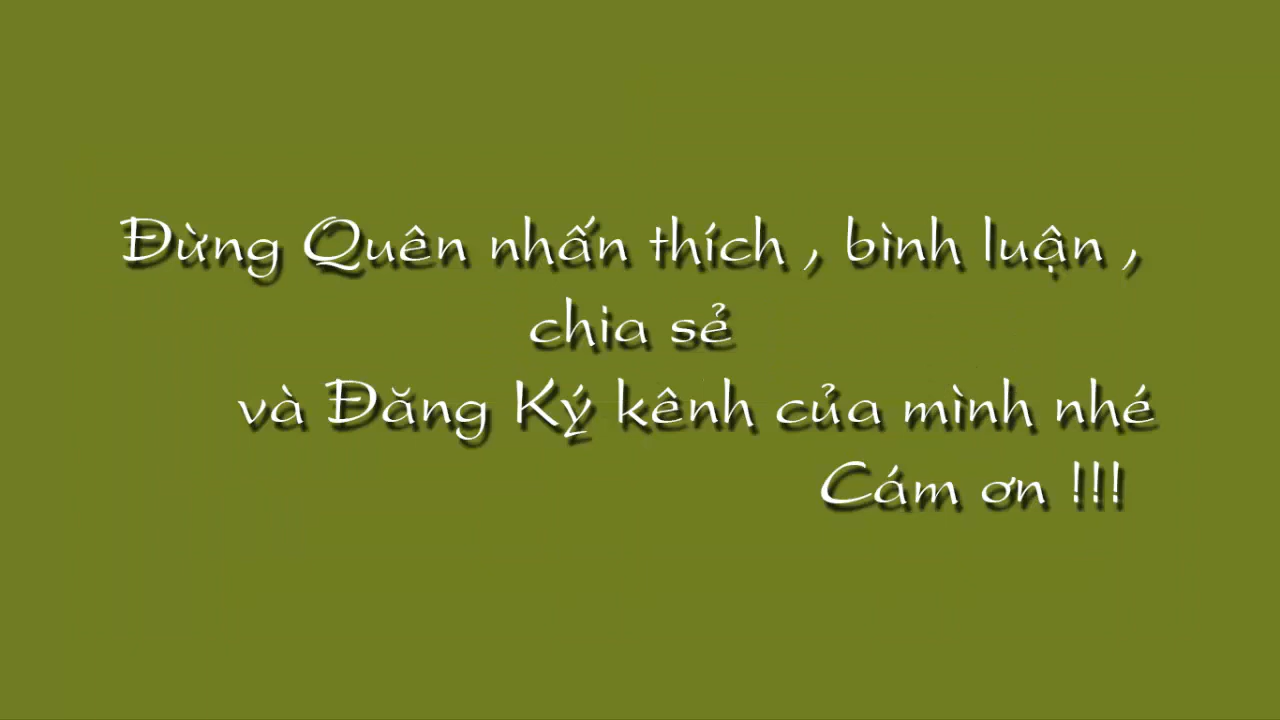 Đừng Quên nhấn thích , bình luận ,
chia sẻ
và Đăng Ký kênh của mình nhé
Cám ơn !!!